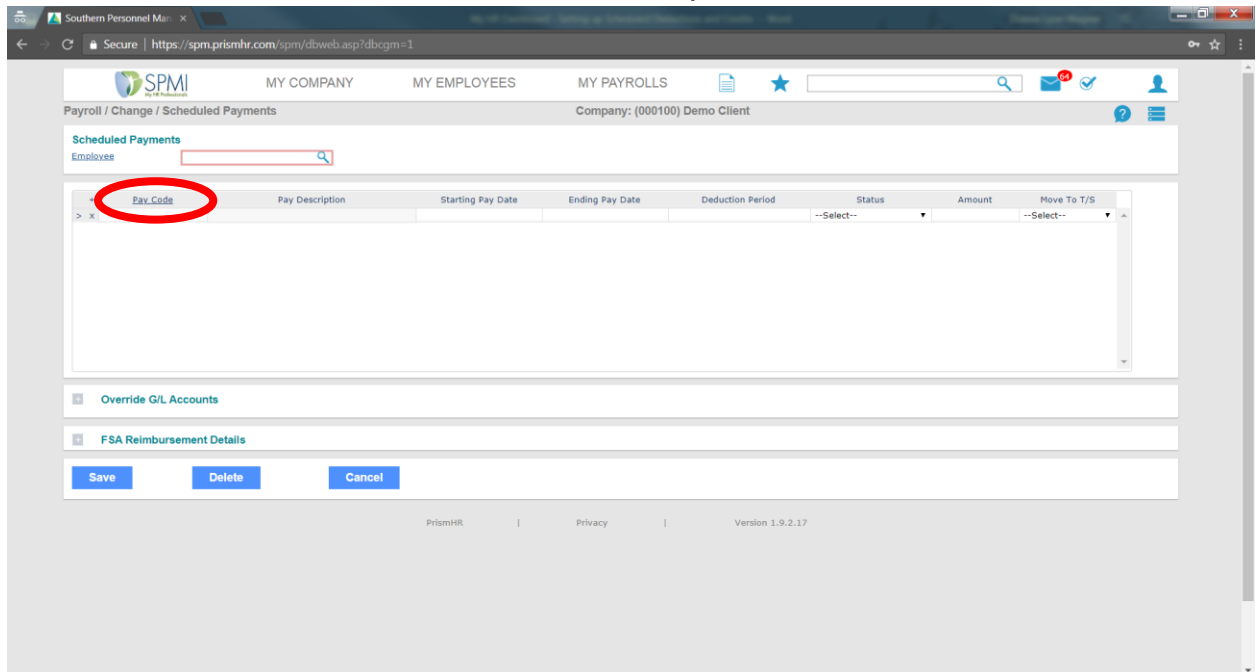 Southern Personnel Man ×
Secure | https://spm.prismhr.com/spm/dbweb.asp?dbcgm=1
SPMI MY COMPANY MY EMPLOYEES MY PAYROLLS 64
My HR Professionals
Payroll / Change / Scheduled Payments Company: (000100) Demo Client ?
Scheduled Payments
Employee
+ Pay Code Pay Description Starting Pay Date Ending Pay Date Deduction Period Status Amount Move To T/S
> x --Select-- --Select--
+ Override G/L Accounts
+ FSA Reimbursement Details
Save Delete Cancel
PrismHR | Privacy | Version 1.9.2.17